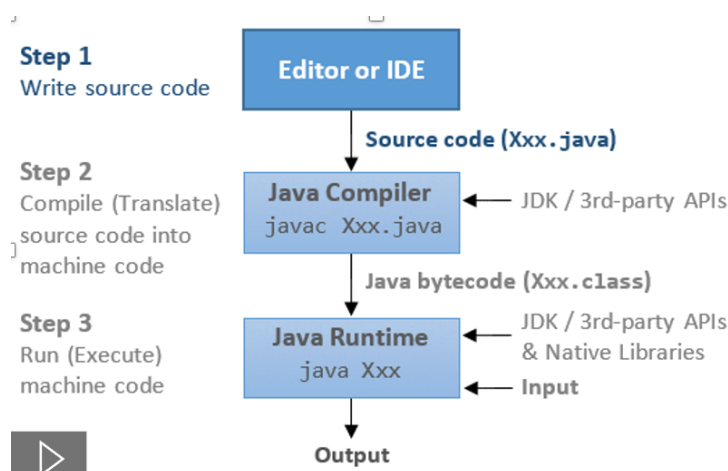 Step 1
Write source code
Editor or IDE
Source code (Xxx.java)
Step 2
Compile (Translate)
source code into
machine code
Java Compiler
javac Xxx.java
JDK / 3rd-party APIs
Java bytecode (Xxx.class)
Step 3
Run (Execute)
machine code
Java Runtime
java Xxx
JDK / 3rd-party APIs
& Native Libraries
Input
Output